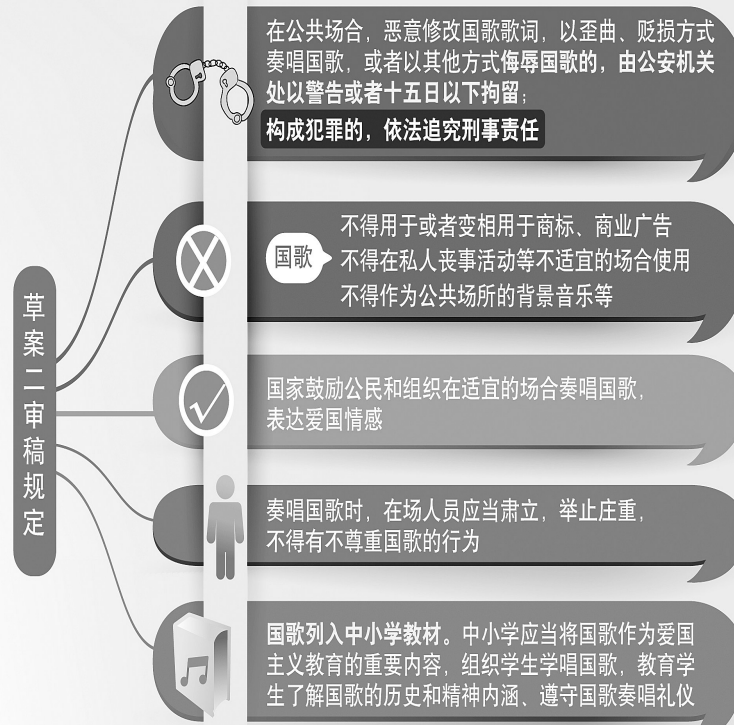 草案二审稿规定
在公共场合，恶意修改国歌歌词，以歪曲、贬损方式
奏唱国歌，或者以其他方式侮辱国歌的，由公安机关
处以警告或者十五日以下拘留；
构成犯罪的，依法追究刑事责任
国歌
不得用于或者变相用于商标、商业广告
不得在私人丧事活动等不适宜的场合使用
不得作为公共场所的背景音乐等
国家鼓励公民和组织在适宜的场合奏唱国歌，
表达爱国情感
奏唱国歌时，在场人员应当肃立，举止庄重，
不得有不尊重国歌的行为
国歌列入中小学教材。中小学应当将国歌作为爱国
主义教育的重要内容，组织学生学唱国歌，教育学
生了解国歌的历史和精神内涵、遵守国歌奏唱礼仪